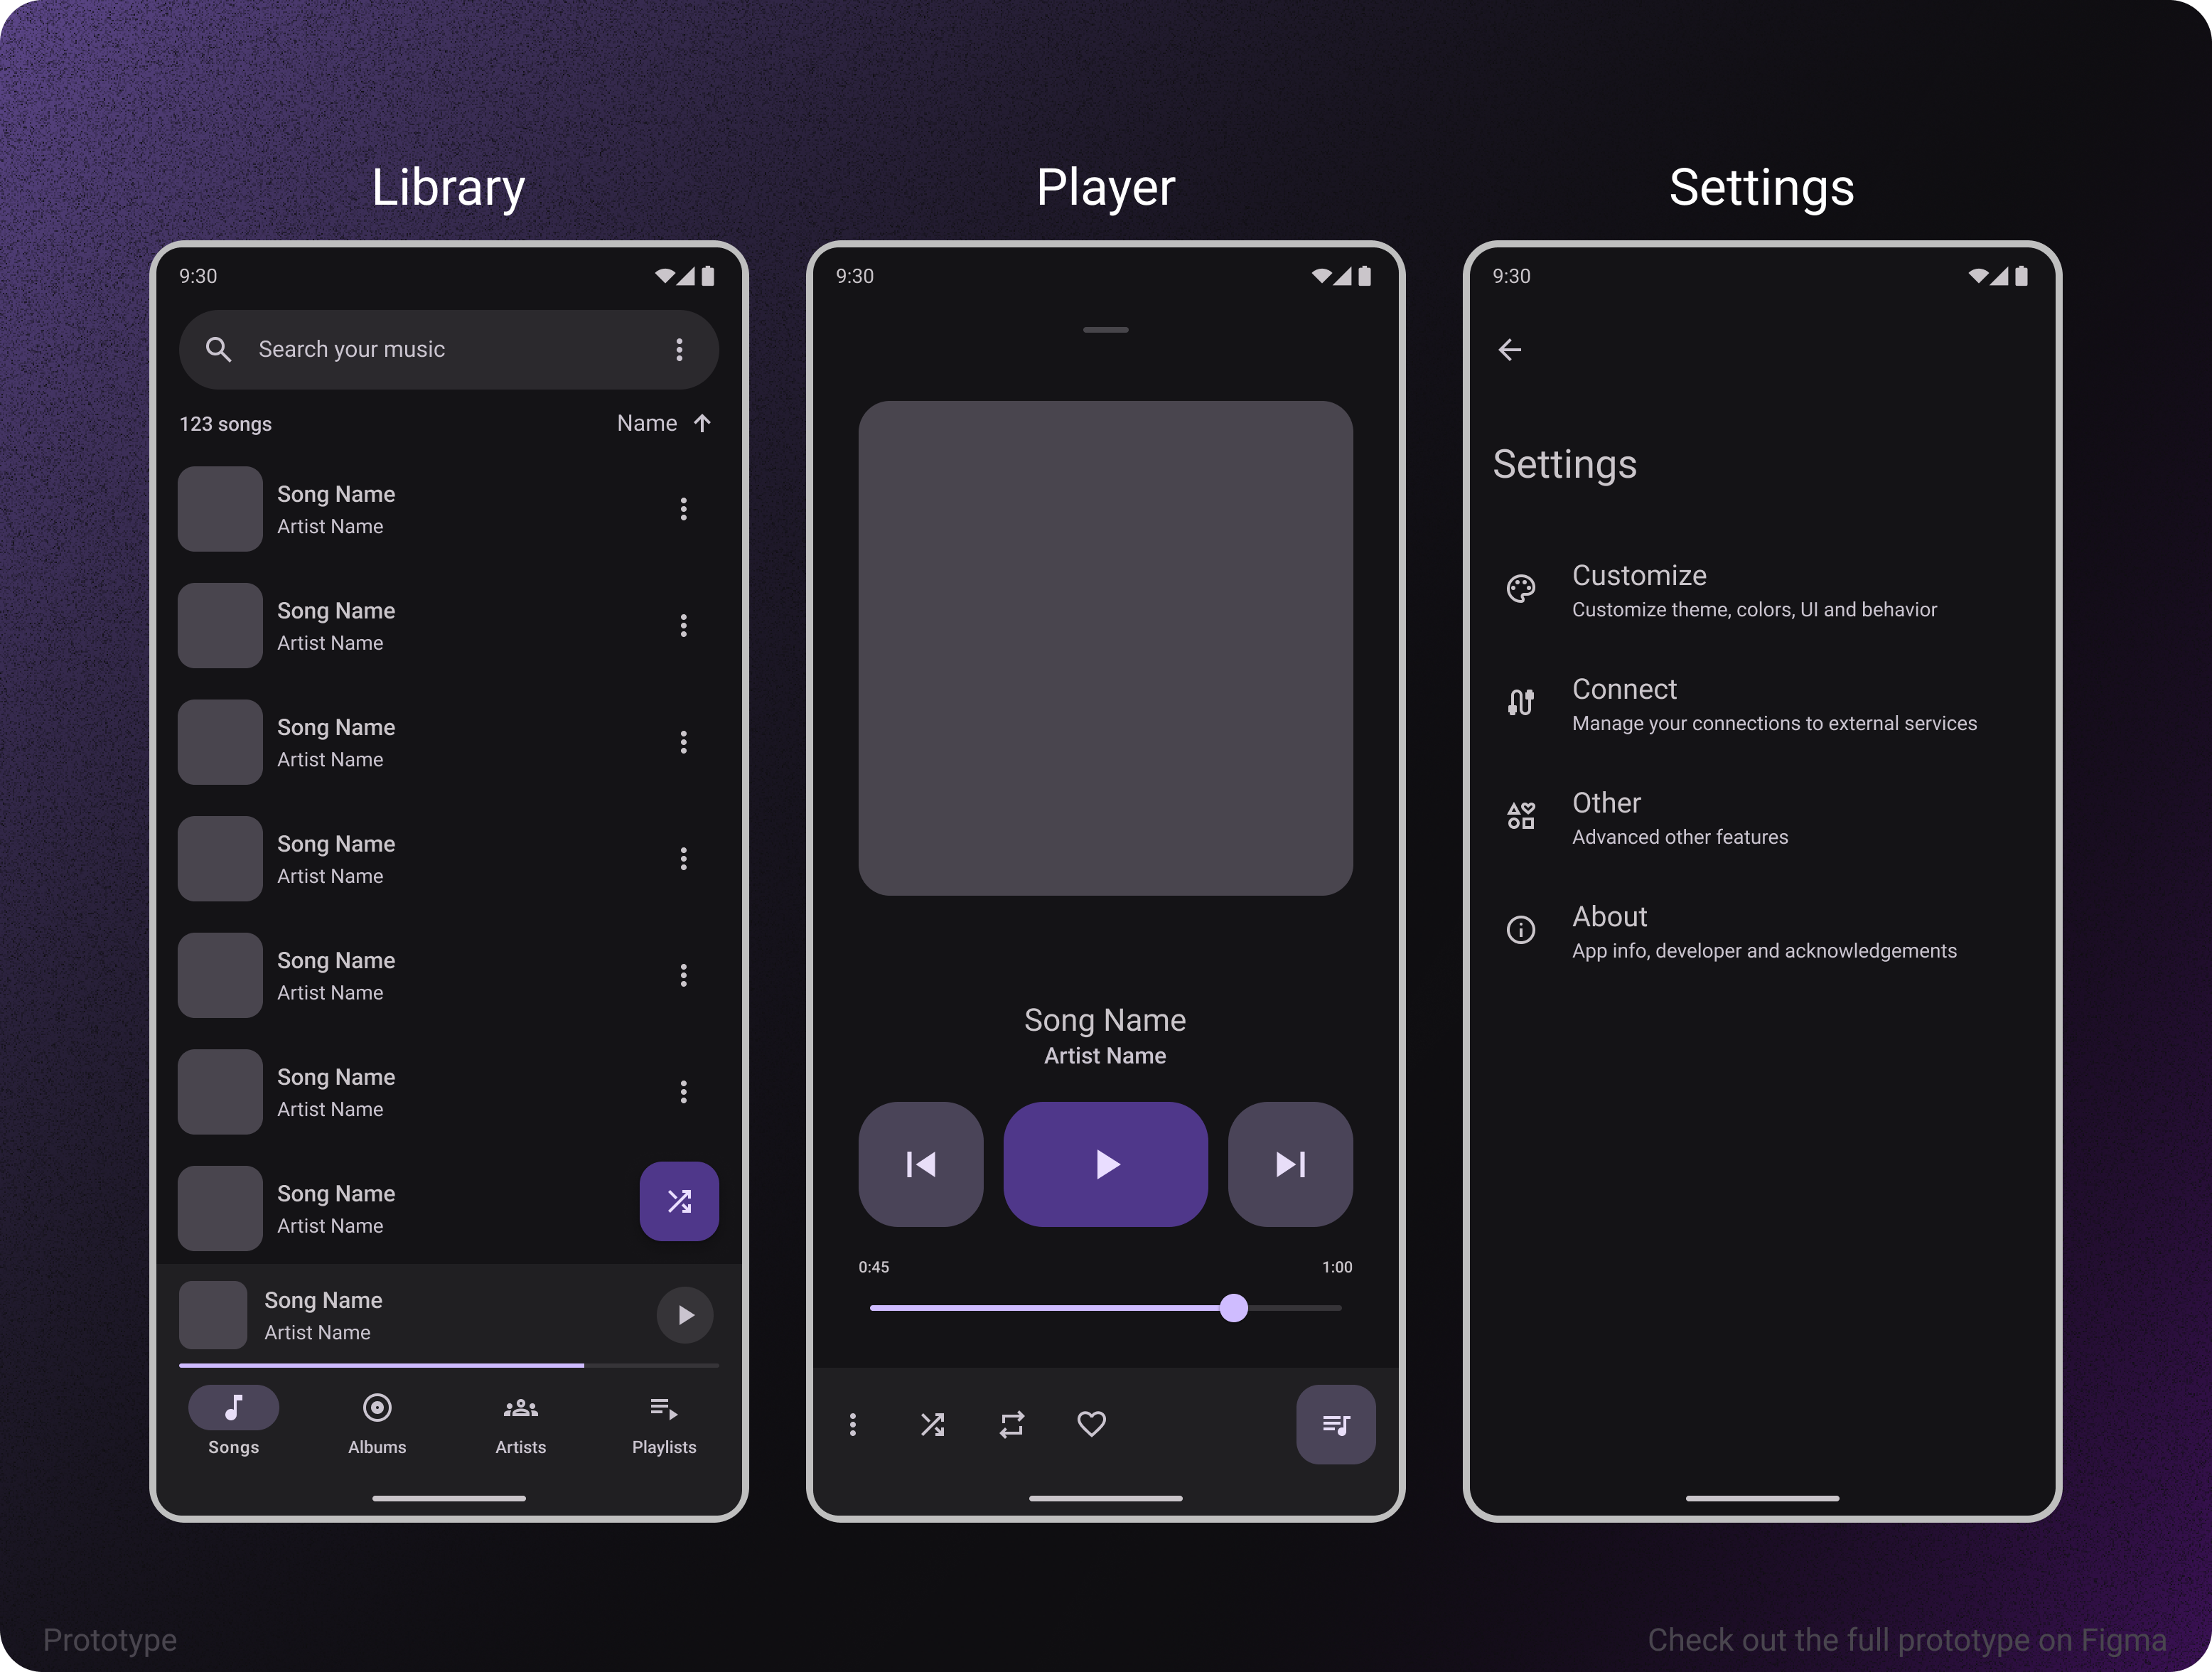 Library
9:30
Search your music
123 songs
Name
Song Name
Artist Name
Song Name
Artist Name
Song Name
Artist Name
Song Name
Artist Name
Song Name
Artist Name
Song Name
Artist Name
Song Name
Artist Name
Song Name
Artist Name
Songs
Albums
Artists
Playlists
Player
9:30
Song Name
Artist Name
0:45
1:00
Settings
9:30
Settings
Customize
Customize theme, colors, UI and behavior
Connect
Manage your connections to external services
Other
Advanced other features
About
App info, developer and acknowledgements
Prototype
Check out the full prototype on Figma